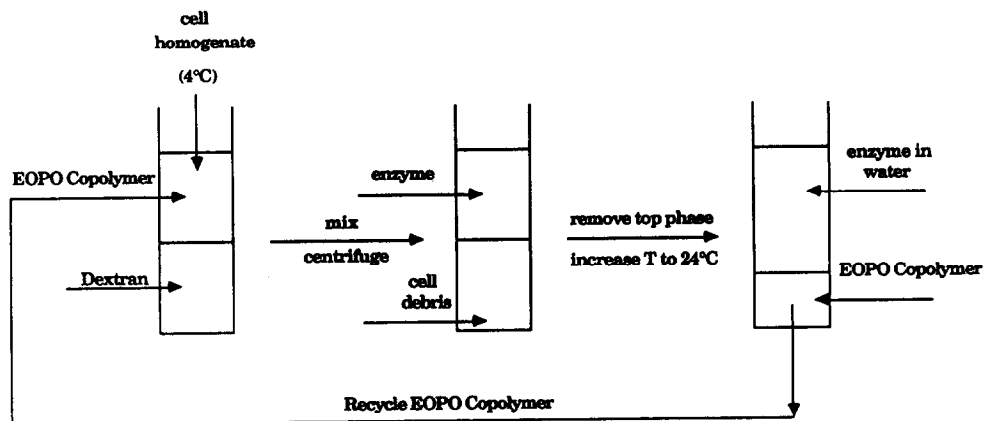 cell
homogenate
(4°C)
EOPO Copolymer
Dextran
mix
centrifuge
enzyme
cell
debris
remove top phase
increase T to 24°C
enzyme in
water
EOPO Copolymer
Recycle EOPO Copolymer